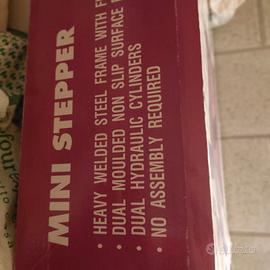 MINI STEPPER
• HEAVY WELDED STEEL FRAME WITH
• DUAL MOULDED NON SLIP SURFACE
• DUAL HYDRAULIC CYLINDERS
• NO ASSEMBLY REQUIRED